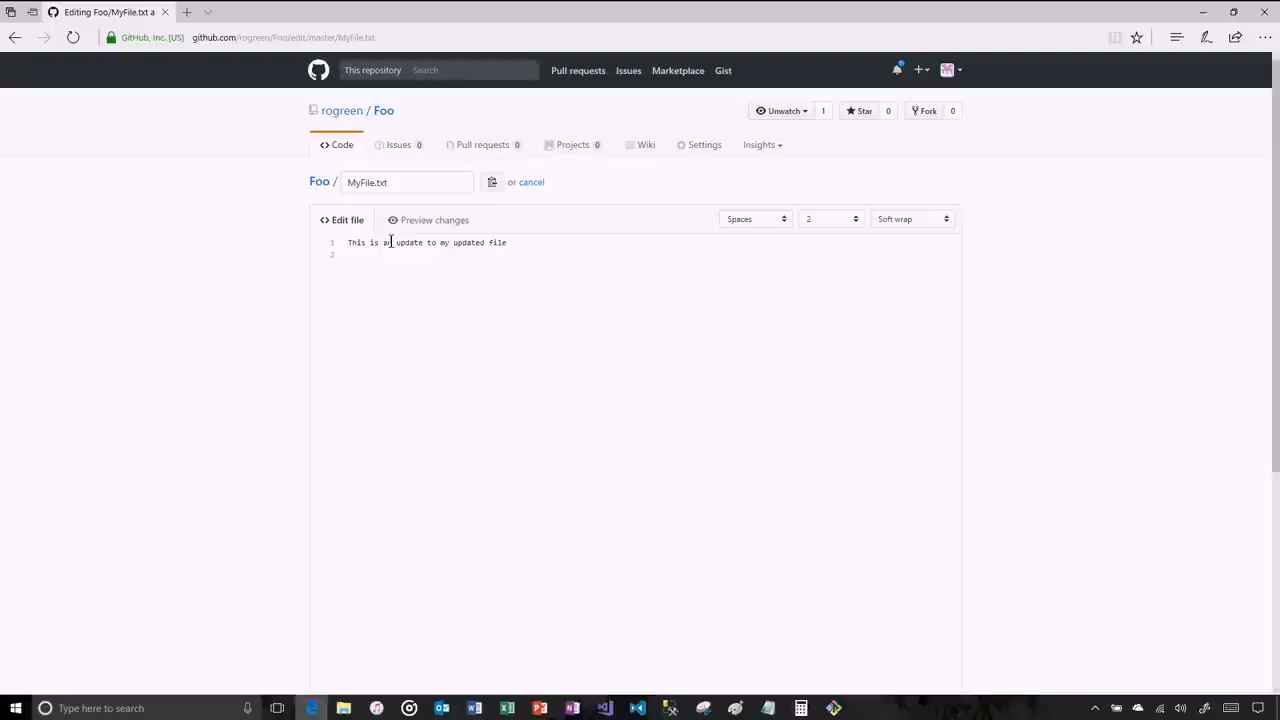 Editing Foo/MyFile.txt a
GitHub, Inc. [US] github.com/rogreen/Foo/edit/master/MyFile.txt
This repository Search Pull requests Issues Marketplace Gist
rogreen / Foo Unwatch 1 Star 0 Fork 0
Code Issues 0 Pull requests 0 Projects 0 Wiki Settings Insights
Foo / MyFile.txt or cancel
Edit file Preview changes Spaces 2 Soft wrap
1 This is an update to my updated file
2
Type here to search